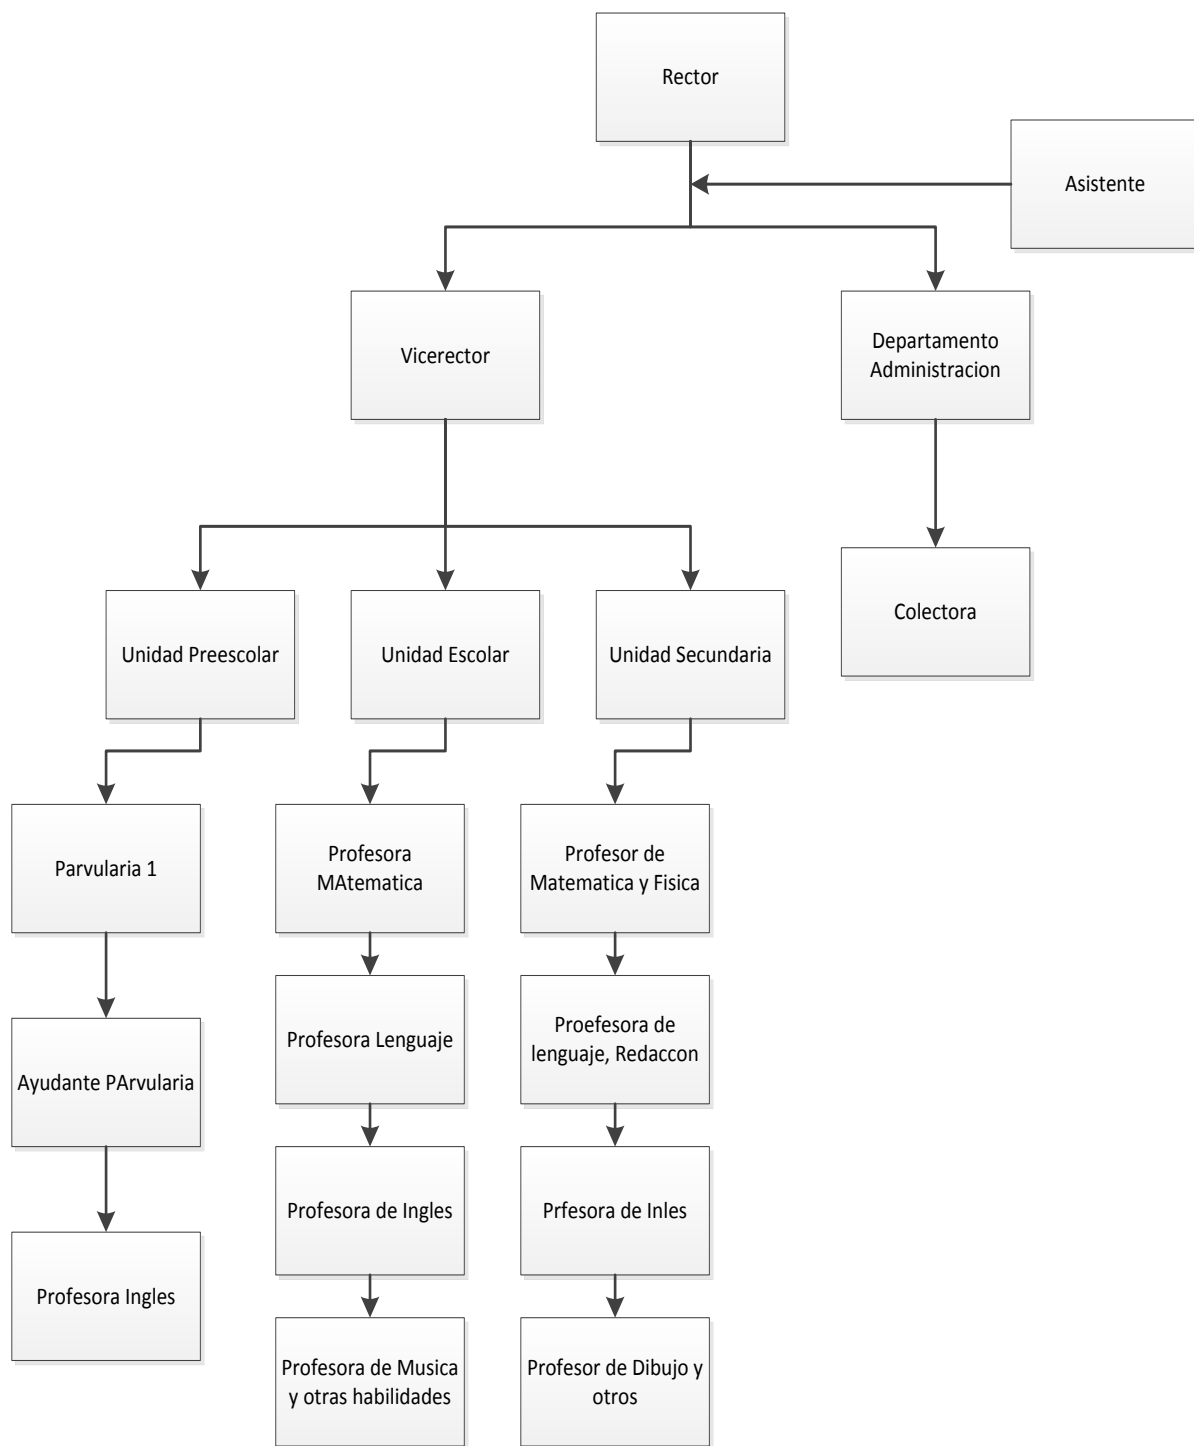 Rector
Asistente
Vicerector
Departamento
Administracion
Unidad Preescolar
Unidad Escolar
Unidad Secundaria
Colectora
Parvularia 1
Profesora
MAtematica
Profesor de
Matematica y Fisica
Profesora Lenguaje
Proefesora de
lenguaje, Redaccon
Ayudante PArvularia
Profesora de Ingles
Prfesora de Inles
Profesora Ingles
Profesora de Musica
y otras habilidades
Profesor de Dibujo y
otros